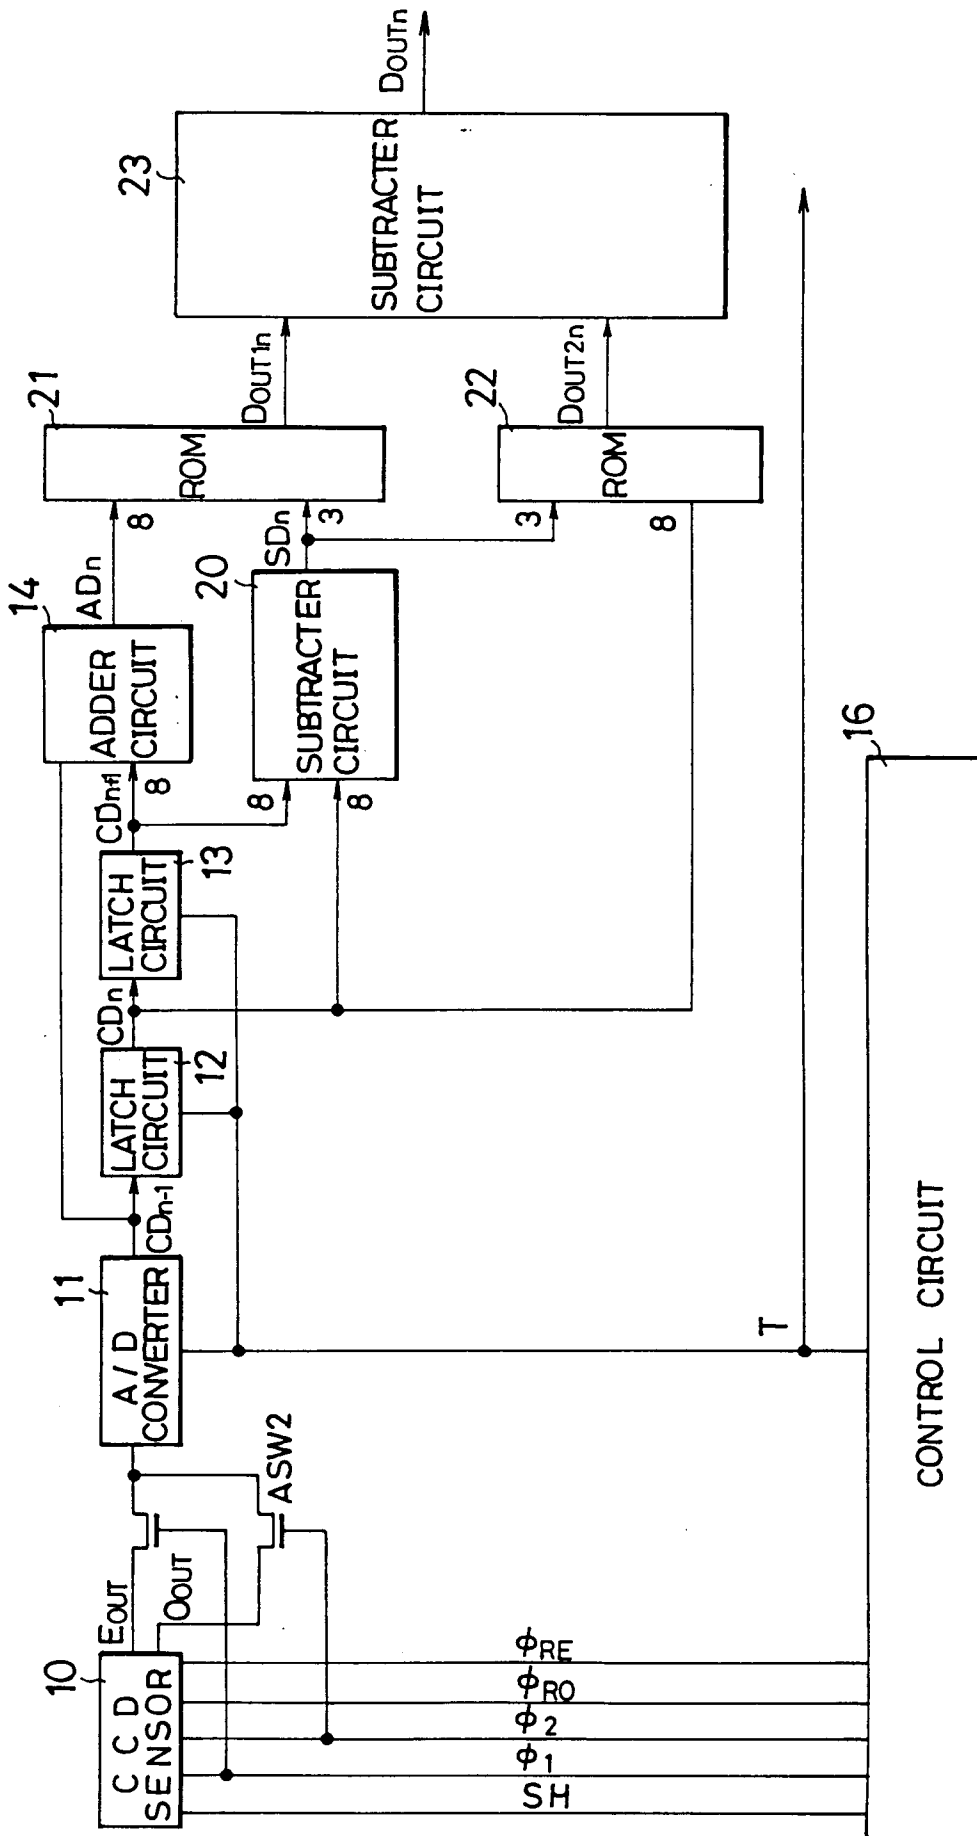 10
C C D
SENSOR
EOUT
OOUT
ASW2
11
A/D
CONVERTER
CDn-1
LATCH
CIRCUIT
12
CDn
LATCH
CIRCUIT
13
CDn+1
8
14
ADDER
CIRCUIT
ADn
8
20
SUBTRACTER
CIRCUIT
8
8
SDn
3
21
ROM
DOUT1n
22
ROM
3
8
DOUT2n
23
SUBTRACTER
CIRCUIT
DOUTn
SH
ϕ1
ϕ2
ϕRO
ϕRE
T
16
CONTROL CIRCUIT